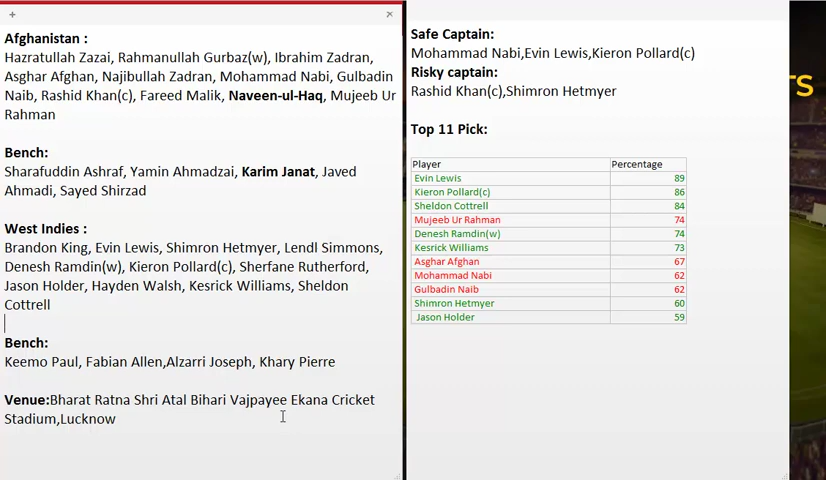 Afghanistan :
Hazratullah Zazai, Rahmanullah Gurbaz(w), Ibrahim Zadran,
Asghar Afghan, Najibullah Zadran, Mohammad Nabi, Gulbadin
Naib, Rashid Khan(c), Fareed Malik, Naveen-ul-Haq, Mujeeb Ur
Rahman
Bench:
Sharafuddin Ashraf, Yamin Ahmadzai, Karim Janat, Javed
Ahmadi, Sayed Shirzad
West Indies :
Brandon King, Evin Lewis, Shimron Hetmyer, Lendl Simmons,
Denesh Ramdin(w), Kieron Pollard(c), Sherfane Rutherford,
Jason Holder, Hayden Walsh, Kesrick Williams, Sheldon
Cottrell
Bench:
Keemo Paul, Fabian Allen,Alzarri Joseph, Khary Pierre
Venue:Bharat Ratna Shri Atal Bihari Vajpayee Ekana Cricket
Stadium,Lucknow
Safe Captain:
Mohammad Nabi,Evin Lewis,Kieron Pollard(c)
Risky captain:
Rashid Khan(c),Shimron Hetmyer
Top 11 Pick:
Player Percentage
Evin Lewis 89
Kieron Pollard(c) 86
Sheldon Cottrell 84
Mujeeb Ur Rahman 74
Denesh Ramdin(w) 74
Kesrick Williams 73
Asghar Afghan 67
Mohammad Nabi 62
Gulbadin Naib 62
Shimron Hetmyer 60
Jason Holder 59